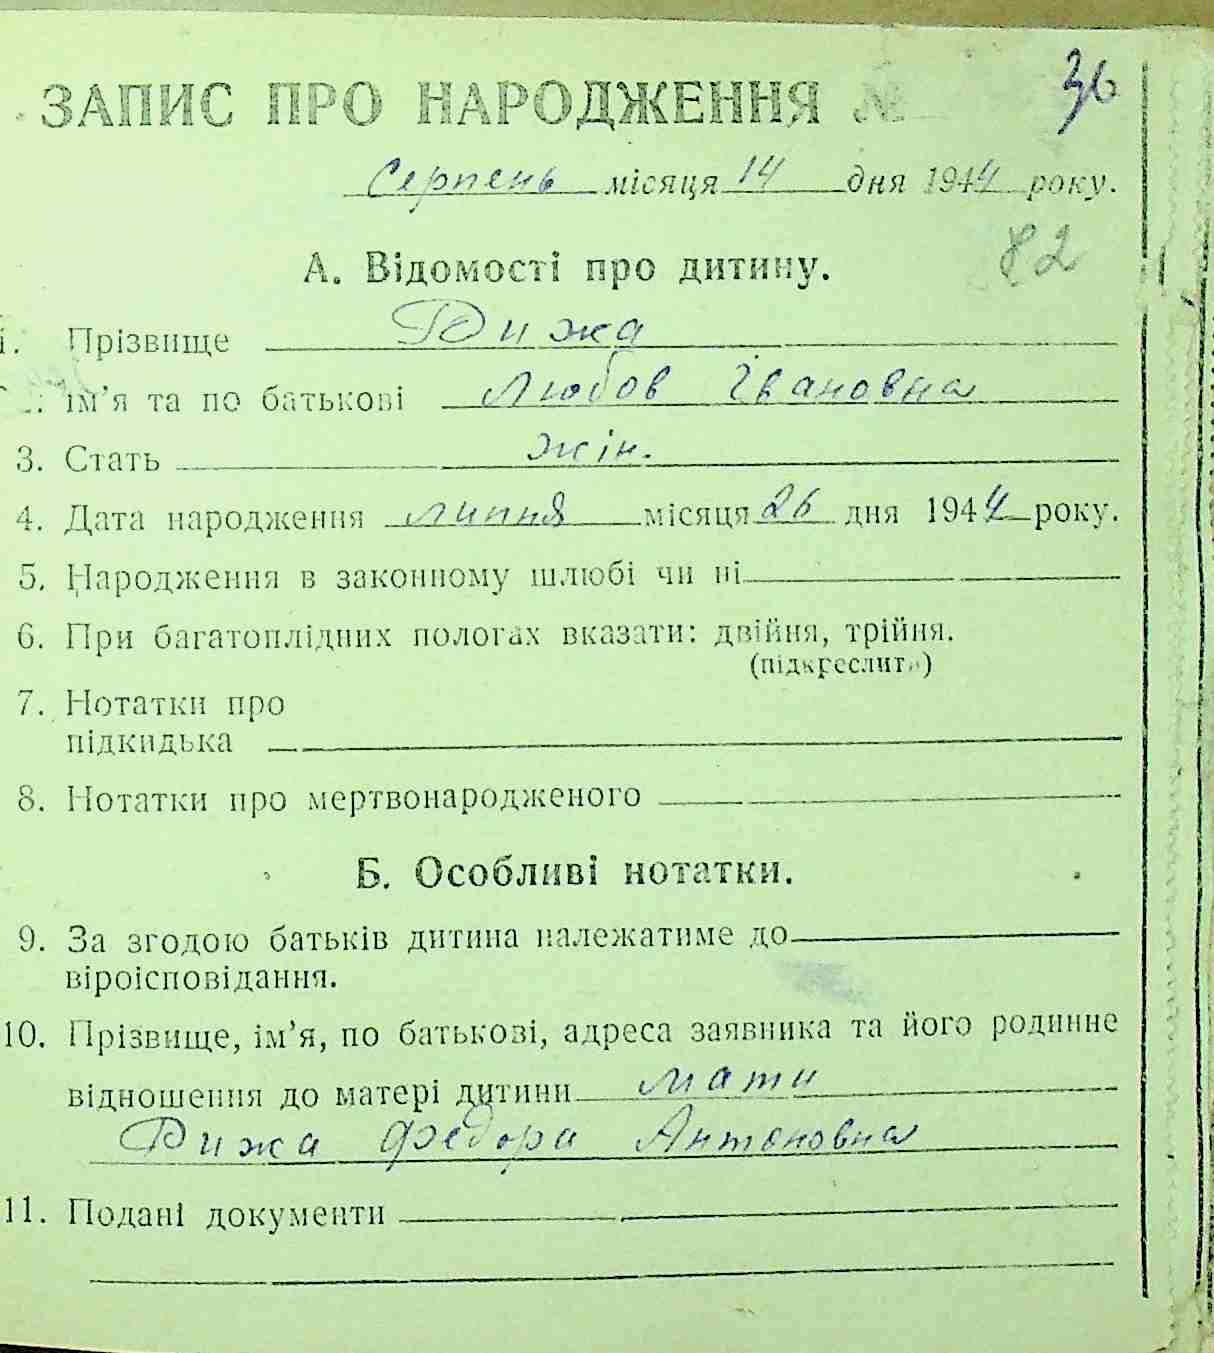 ЗАПИС ПРО НАРОДЖЕННЯ № 36
Серпень місяця 14 дня 1944 року.
82
А. Відомості про дитину.
1. Прізвище Рижа
ім'я та по батькові Любов Івановна
3. Стать жін.
4. Дата народження липня місяця 26 дня 1944 року.
5. Народження в законному шлюбі чи ні
6. При багатоплідних пологах вказати: двійня, трійня.
(підкреслити)
7. Нотатки про
підкидька
8. Нотатки про мертвонародженого
Б. Особливі нотатки.
9. За згодою батьків дитина належатиме до
віроісповідання.
10. Прізвище, ім'я, по батькові, адреса заявника та його родинне
відношення до матері дитини мати
Рижа Федора Антоновна
11. Подані документи